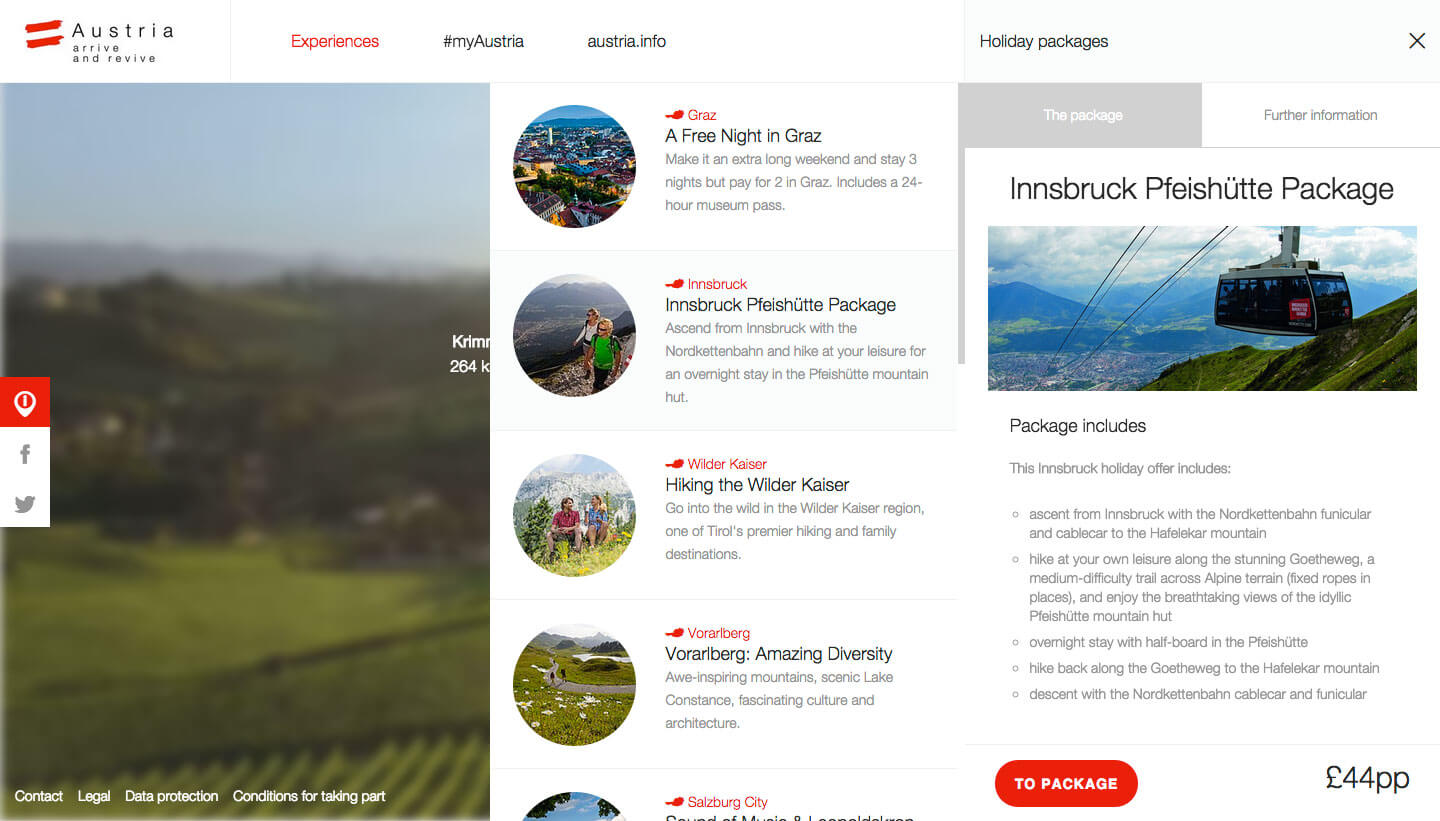 Austria
arrive
and revive
Experiences
#myAustria
austria.info
Holiday packages
The package
Further information
Krimm
264 k
Graz
A Free Night in Graz
Make it an extra long weekend and stay 3
nights but pay for 2 in Graz. Includes a 24-
hour museum pass.
Innsbruck
Innsbruck Pfeishütte Package
Ascend from Innsbruck with the
Nordkettenbahn and hike at your leisure for
an overnight stay in the Pfeishütte mountain
hut.
Wilder Kaiser
Hiking the Wilder Kaiser
Go into the wild in the Wilder Kaiser region,
one of Tirol's premier hiking and family
destinations.
Vorarlberg
Vorarlberg: Amazing Diversity
Awe-inspiring mountains, scenic Lake
Constance, fascinating culture and
architecture.
Salzburg City
Sound of Music & Leopoldskron
Innsbruck Pfeishütte Package
Package includes
This Innsbruck holiday offer includes:
ascent from Innsbruck with the Nordkettenbahn funicular
and cablecar to the Hafelekar mountain
hike at your own leisure along the stunning Goetheweg, a
medium-difficulty trail across Alpine terrain (fixed ropes in
places), and enjoy the breathtaking views of the idyllic
Pfeishütte mountain hut
overnight stay with half-board in the Pfeishütte
hike back along the Goetheweg to the Hafelekar mountain
descent with the Nordkettenbahn cablecar and funicular
TO PACKAGE
£44pp
Contact
Legal
Data protection
Conditions for taking part